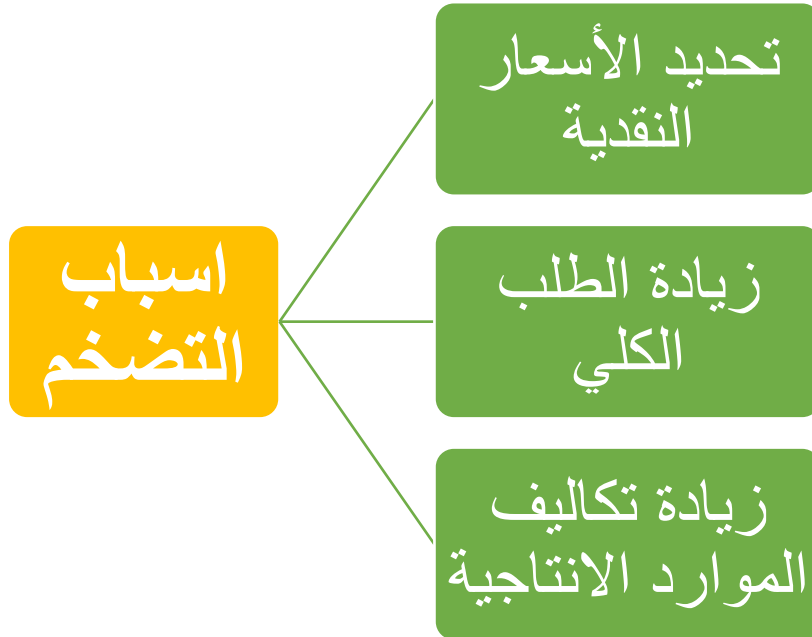 اسباب
التضخم
تحديد الأسعار
النقدية
زيادة الطلب
الكلي
زيادة تكاليف
الموارد الانتاجية